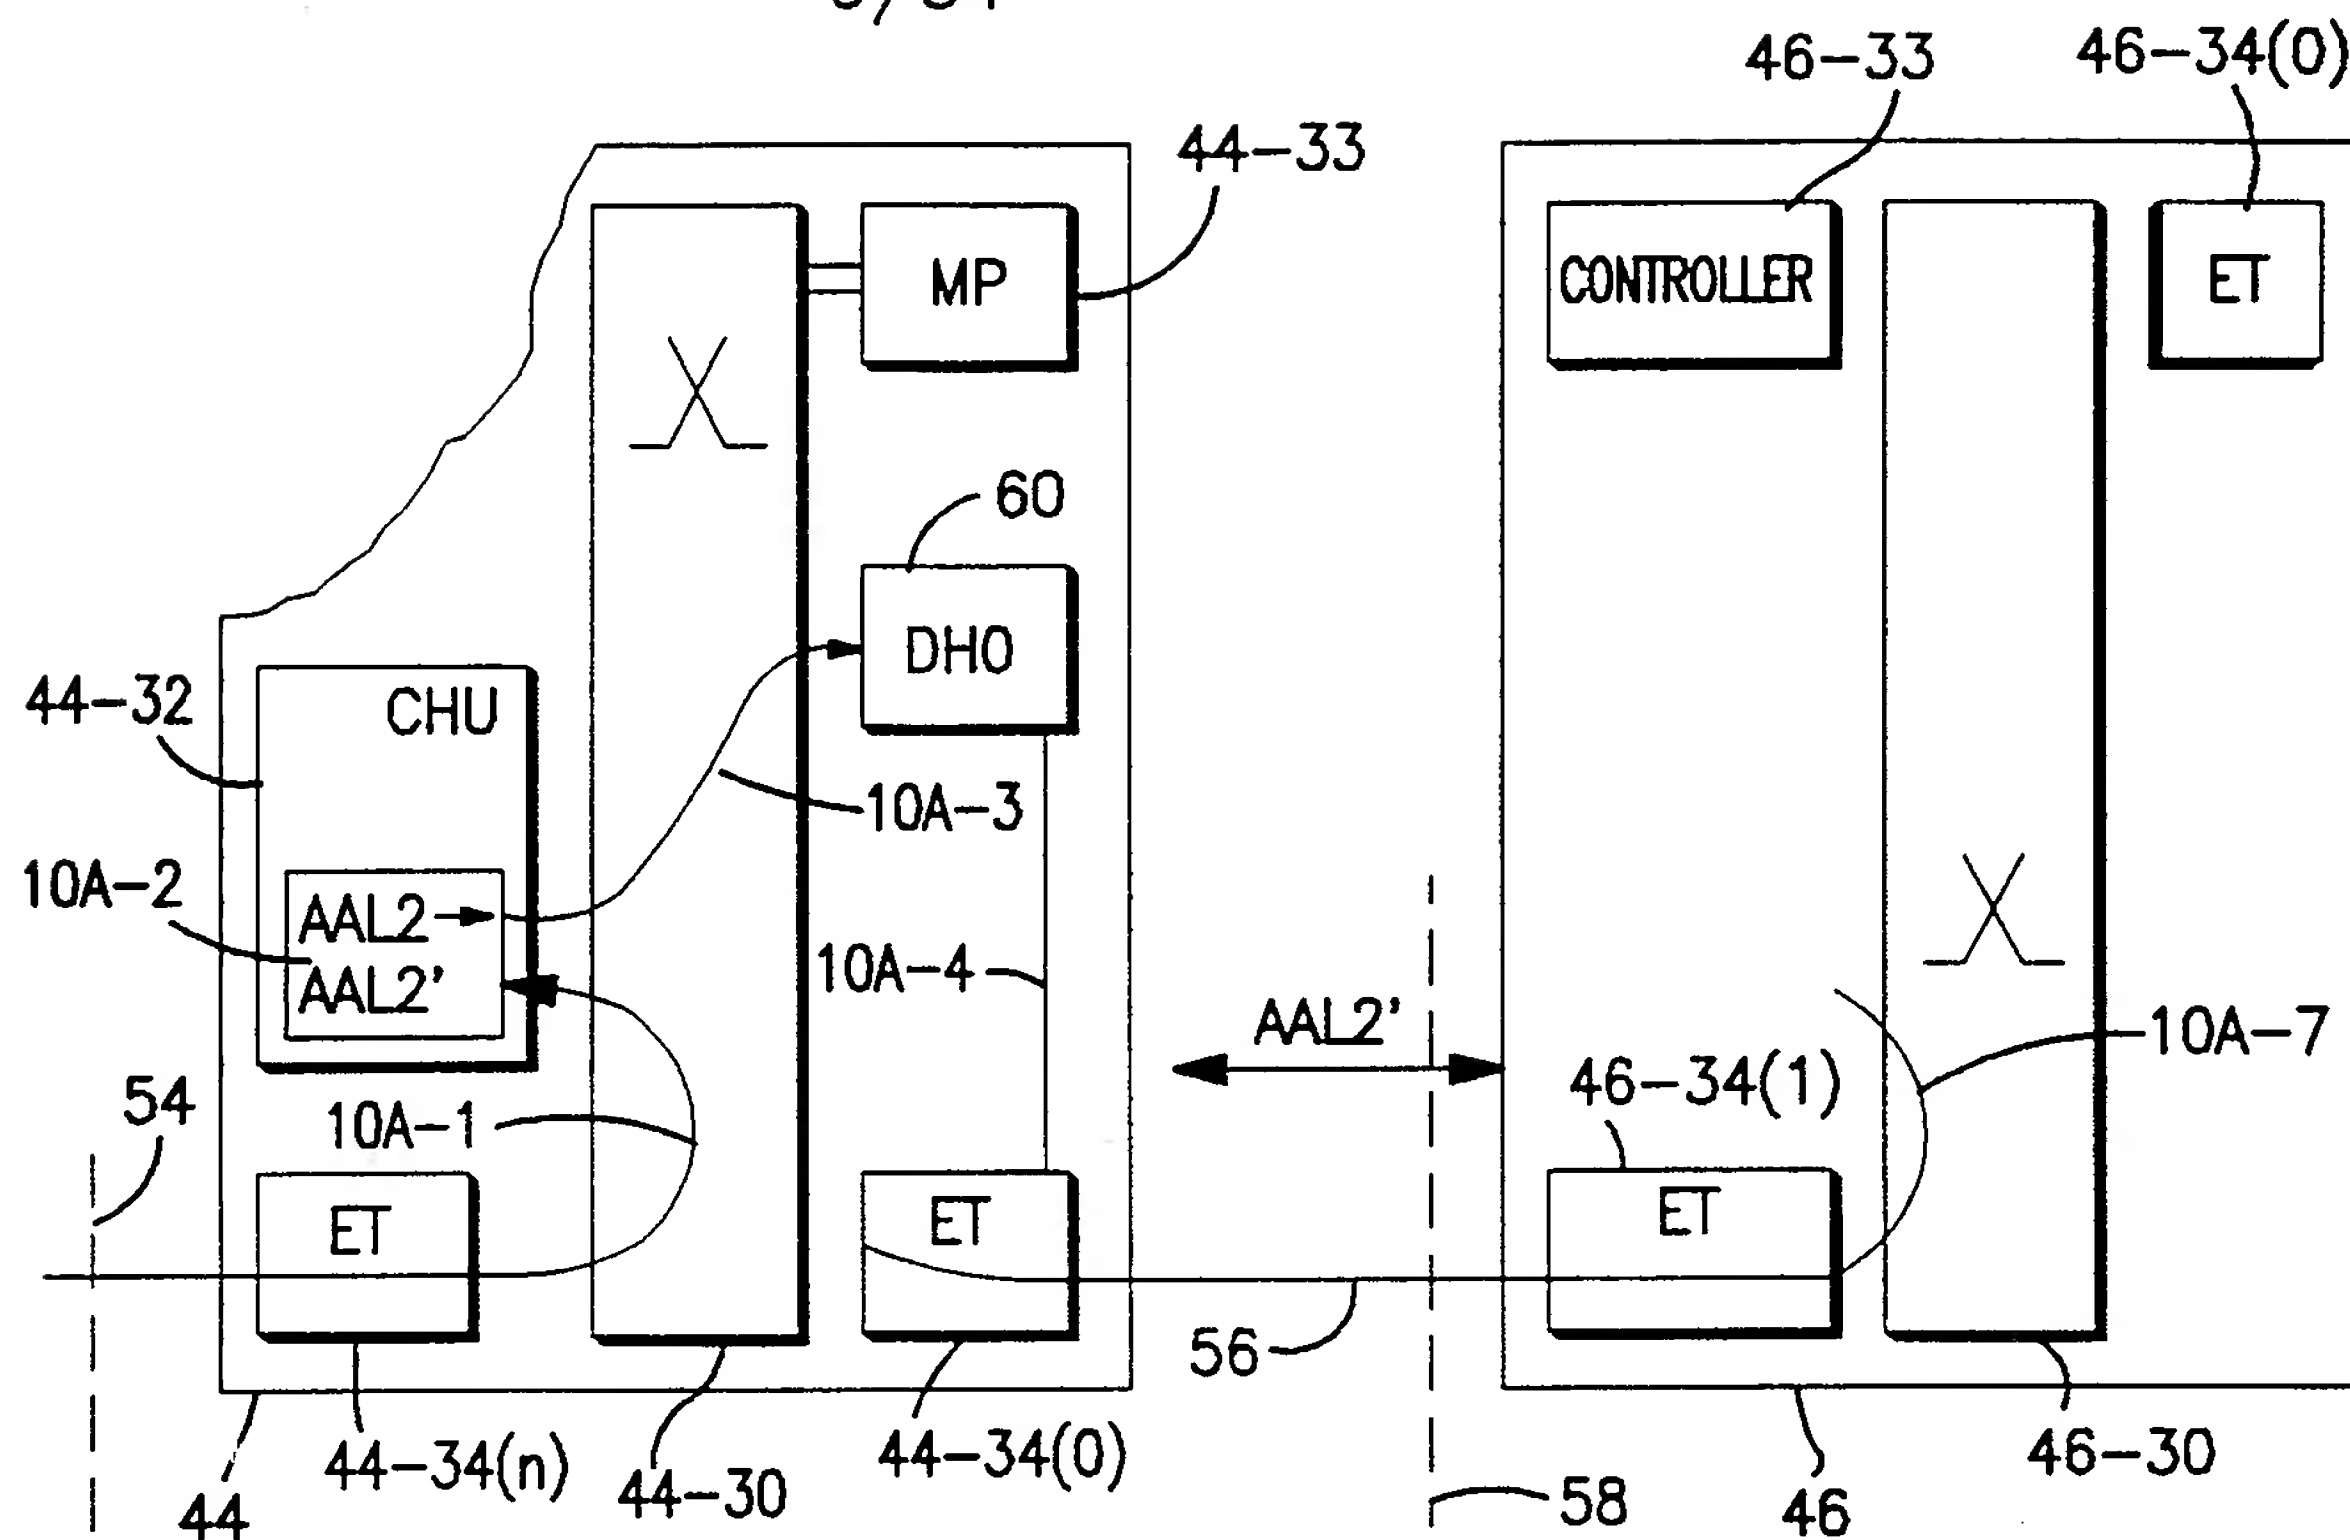 46-33
46-34(0)
44-33
MP
CONTROLLER
ET
60
DHO
44-32
CHU
10A-3
10A-2
AAL2
AAL2'
10A-4
AAL2'
10A-7
46-34(1)
54
10A-1
ET
ET
ET
56
44-34(n)
44-30
44-34(0)
46-30
44
58
46